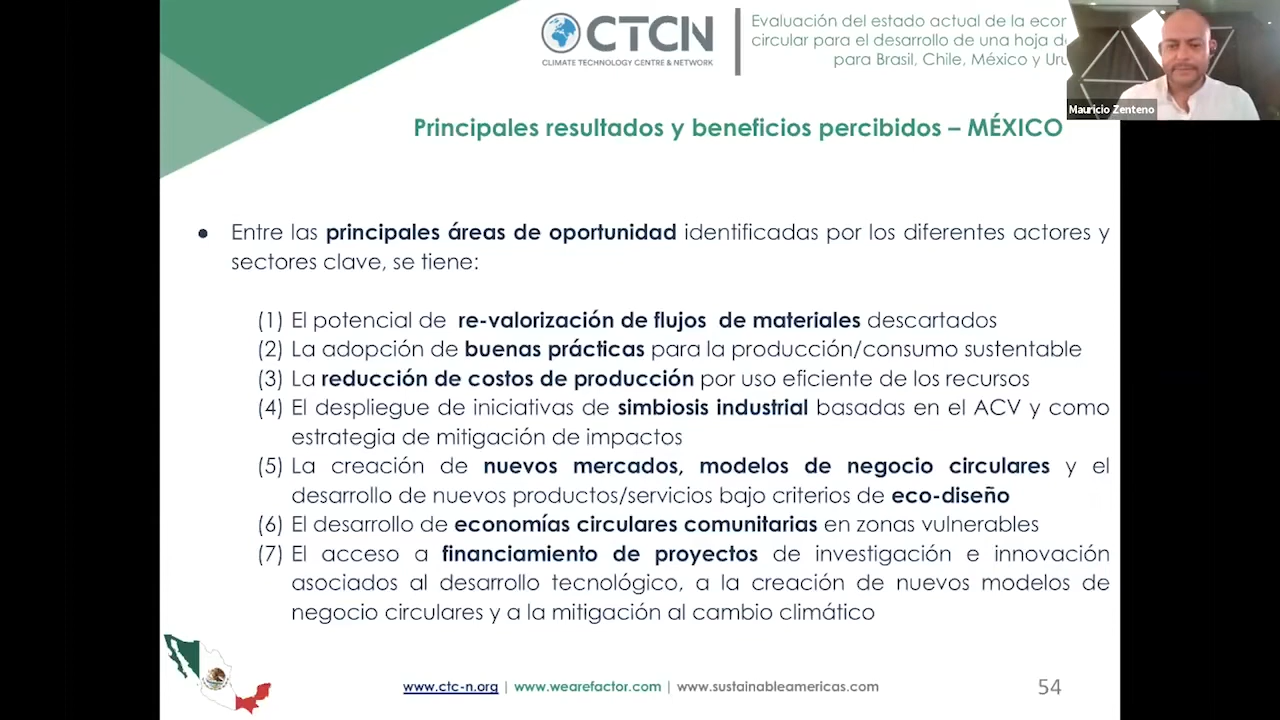 CTCN
CLIMATE TECHNOLOGY CENTRE & NETWORK
Evaluación del estado actual de la
circular para el desarrollo de una hoja
para Brasil, Chile, México y
Mauricio Zenteno
Principales resultados y beneficios percibidos – MÉXICO
● Entre las principales áreas de oportunidad identificadas por los diferentes actores y
sectores clave, se tiene:
(1) El potencial de re-valorización de flujos de materiales descartados
(2) La adopción de buenas prácticas para la producción/consumo sustentable
(3) La reducción de costos de producción por uso eficiente de los recursos
(4) El despliegue de iniciativas de simbiosis industrial basadas en el ACV y como
estrategia de mitigación de impactos
(5) La creación de nuevos mercados, modelos de negocio circulares y el
desarrollo de nuevos productos/servicios bajo criterios de eco-diseño
(6) El desarrollo de economías circulares comunitarias en zonas vulnerables
(7) El acceso a financiamiento de proyectos de investigación e innovación
asociados al desarrollo tecnológico, a la creación de nuevos modelos de
negocio circulares y a la mitigación al cambio climático
www.ctc-n.org | www.wearefactor.com | www.sustainableamericas.com
54